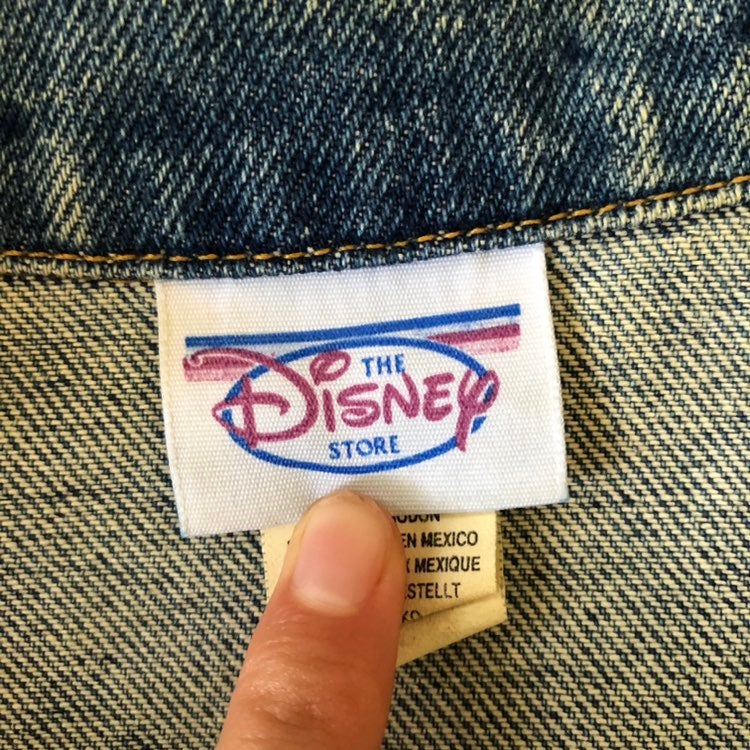 THE
Disney
STORE
EN MEXICO
MEXIQUE